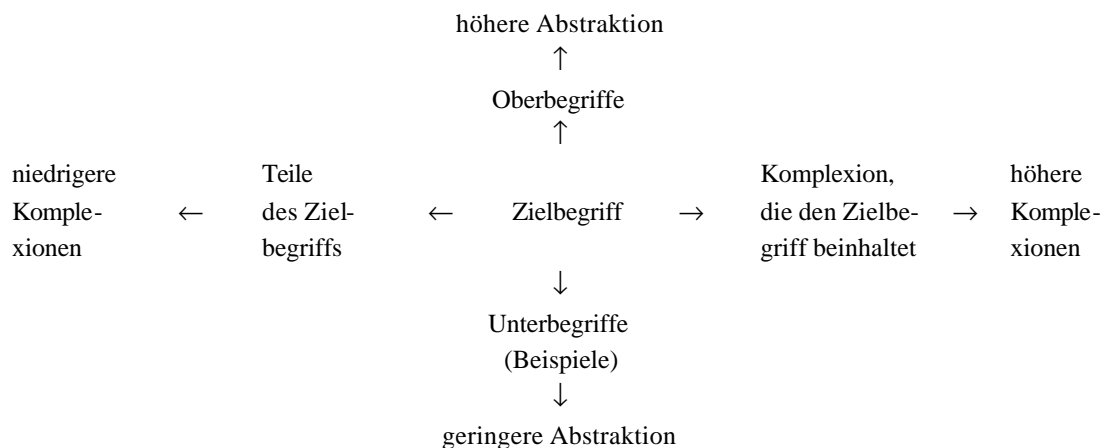 höhere Abstraktion
↑
Oberbegriffe
↑
niedrigere Teile Komplexion, höhere
Komple- ← des Ziel- ← Zielbegriff → die den Zielbe- → Komple-
xionen begriffs griff beinhaltet xionen
↓
Unterbegriffe
(Beispiele)
↓
geringere Abstraktion